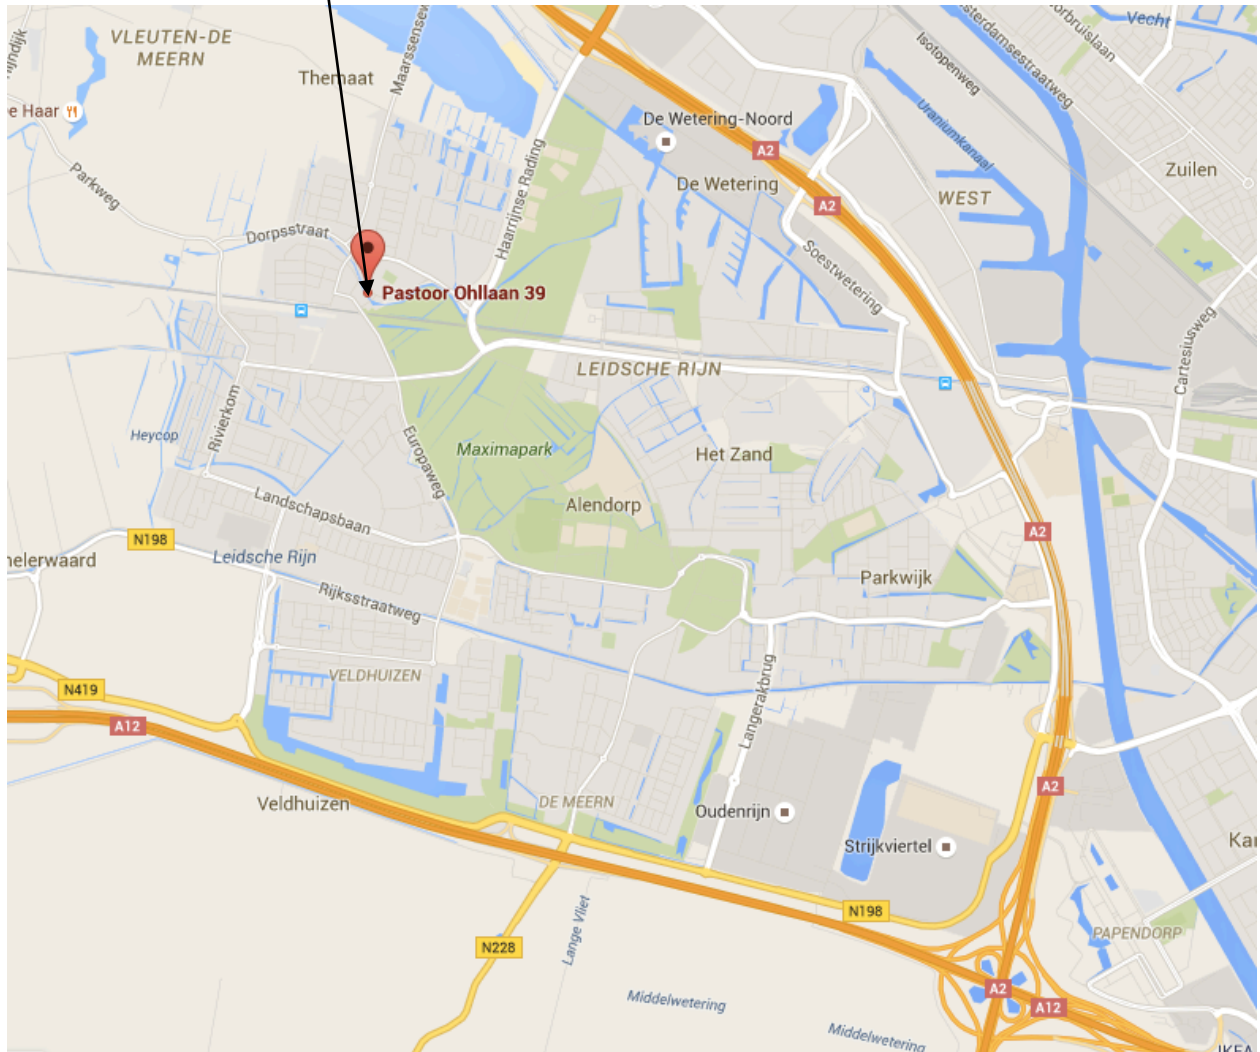 VLEUTEN-DE
MEERN
Themaat
Vecht
Isotopenweg
De Wetering-Noord
Uraniumkanaal
A2
Zuilen
De Wetering
Parkweg
Haarrijnse Rading
WEST
A2
Dorpsstraat
Soestwetering
Pastoor Ohllaan 39
Cartesiusweg
LEIDSCHE RIJN
Rivierkom
Heycop
Europaweg
Maximapark
Het Zand
Landschapsbaan
Alendorp
A2
N198
Leidsche Rijn
Parkwijk
Rijksstraatweg
VELDHUIZEN
N419
Langerakbrug
A12
A2
Veldhuizen
DE MEERN
Oudenrijn
Strijkviertel
N198
Lange Vliet
PAPENDORP
N228
A2
Middelwetering
A12
Middelwetering